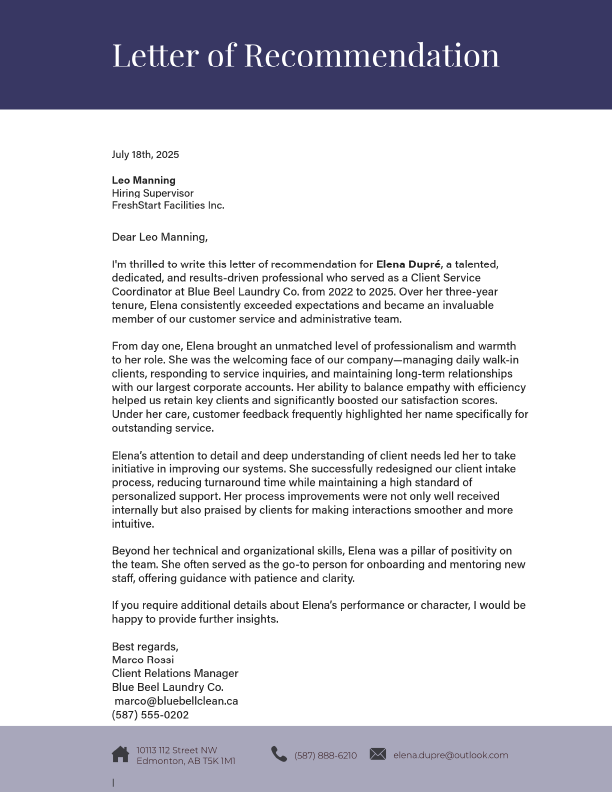 Letter of Recommendation
July 18th, 2025
Leo Manning
Hiring Supervisor
FreshStart Facilities Inc.
Dear Leo Manning,
I'm thrilled to write this letter of recommendation for Elena Dupré, a talented,
dedicated, and results-driven professional who served as a Client Service
Coordinator at Blue Beel Laundry Co. from 2022 to 2025. Over her three-year
tenure, Elena consistently exceeded expectations and became an invaluable
member of our customer service and administrative team.
From day one, Elena brought an unmatched level of professionalism and warmth
to her role. She was the welcoming face of our company—managing daily walk-in
clients, responding to service inquiries, and maintaining long-term relationships
with our largest corporate accounts. Her ability to balance empathy with efficiency
helped us retain key clients and significantly boosted our satisfaction scores.
Under her care, customer feedback frequently highlighted her name specifically for
outstanding service.
Elena's attention to detail and deep understanding of client needs led her to take
initiative in improving our systems. She successfully redesigned our client intake
process, reducing turnaround time while maintaining a high standard of
personalized support. Her process improvements were not only well received
internally but also praised by clients for making interactions smoother and more
intuitive.
Beyond her technical and organizational skills, Elena was a pillar of positivity on
the team. She often served as the go-to person for onboarding and mentoring new
staff, offering guidance with patience and clarity.
If you require additional details about Elena's performance or character, I would be
happy to provide further insights.
Best regards,
Marco Rossi
Client Relations Manager
Blue Beel Laundry Co.
marco@bluebellclean.ca
(587) 555-0202
10113 112 Street NW
Edmonton, AB T5K 1M1
(587) 888-6210
elena.dupre@outlook.com
|